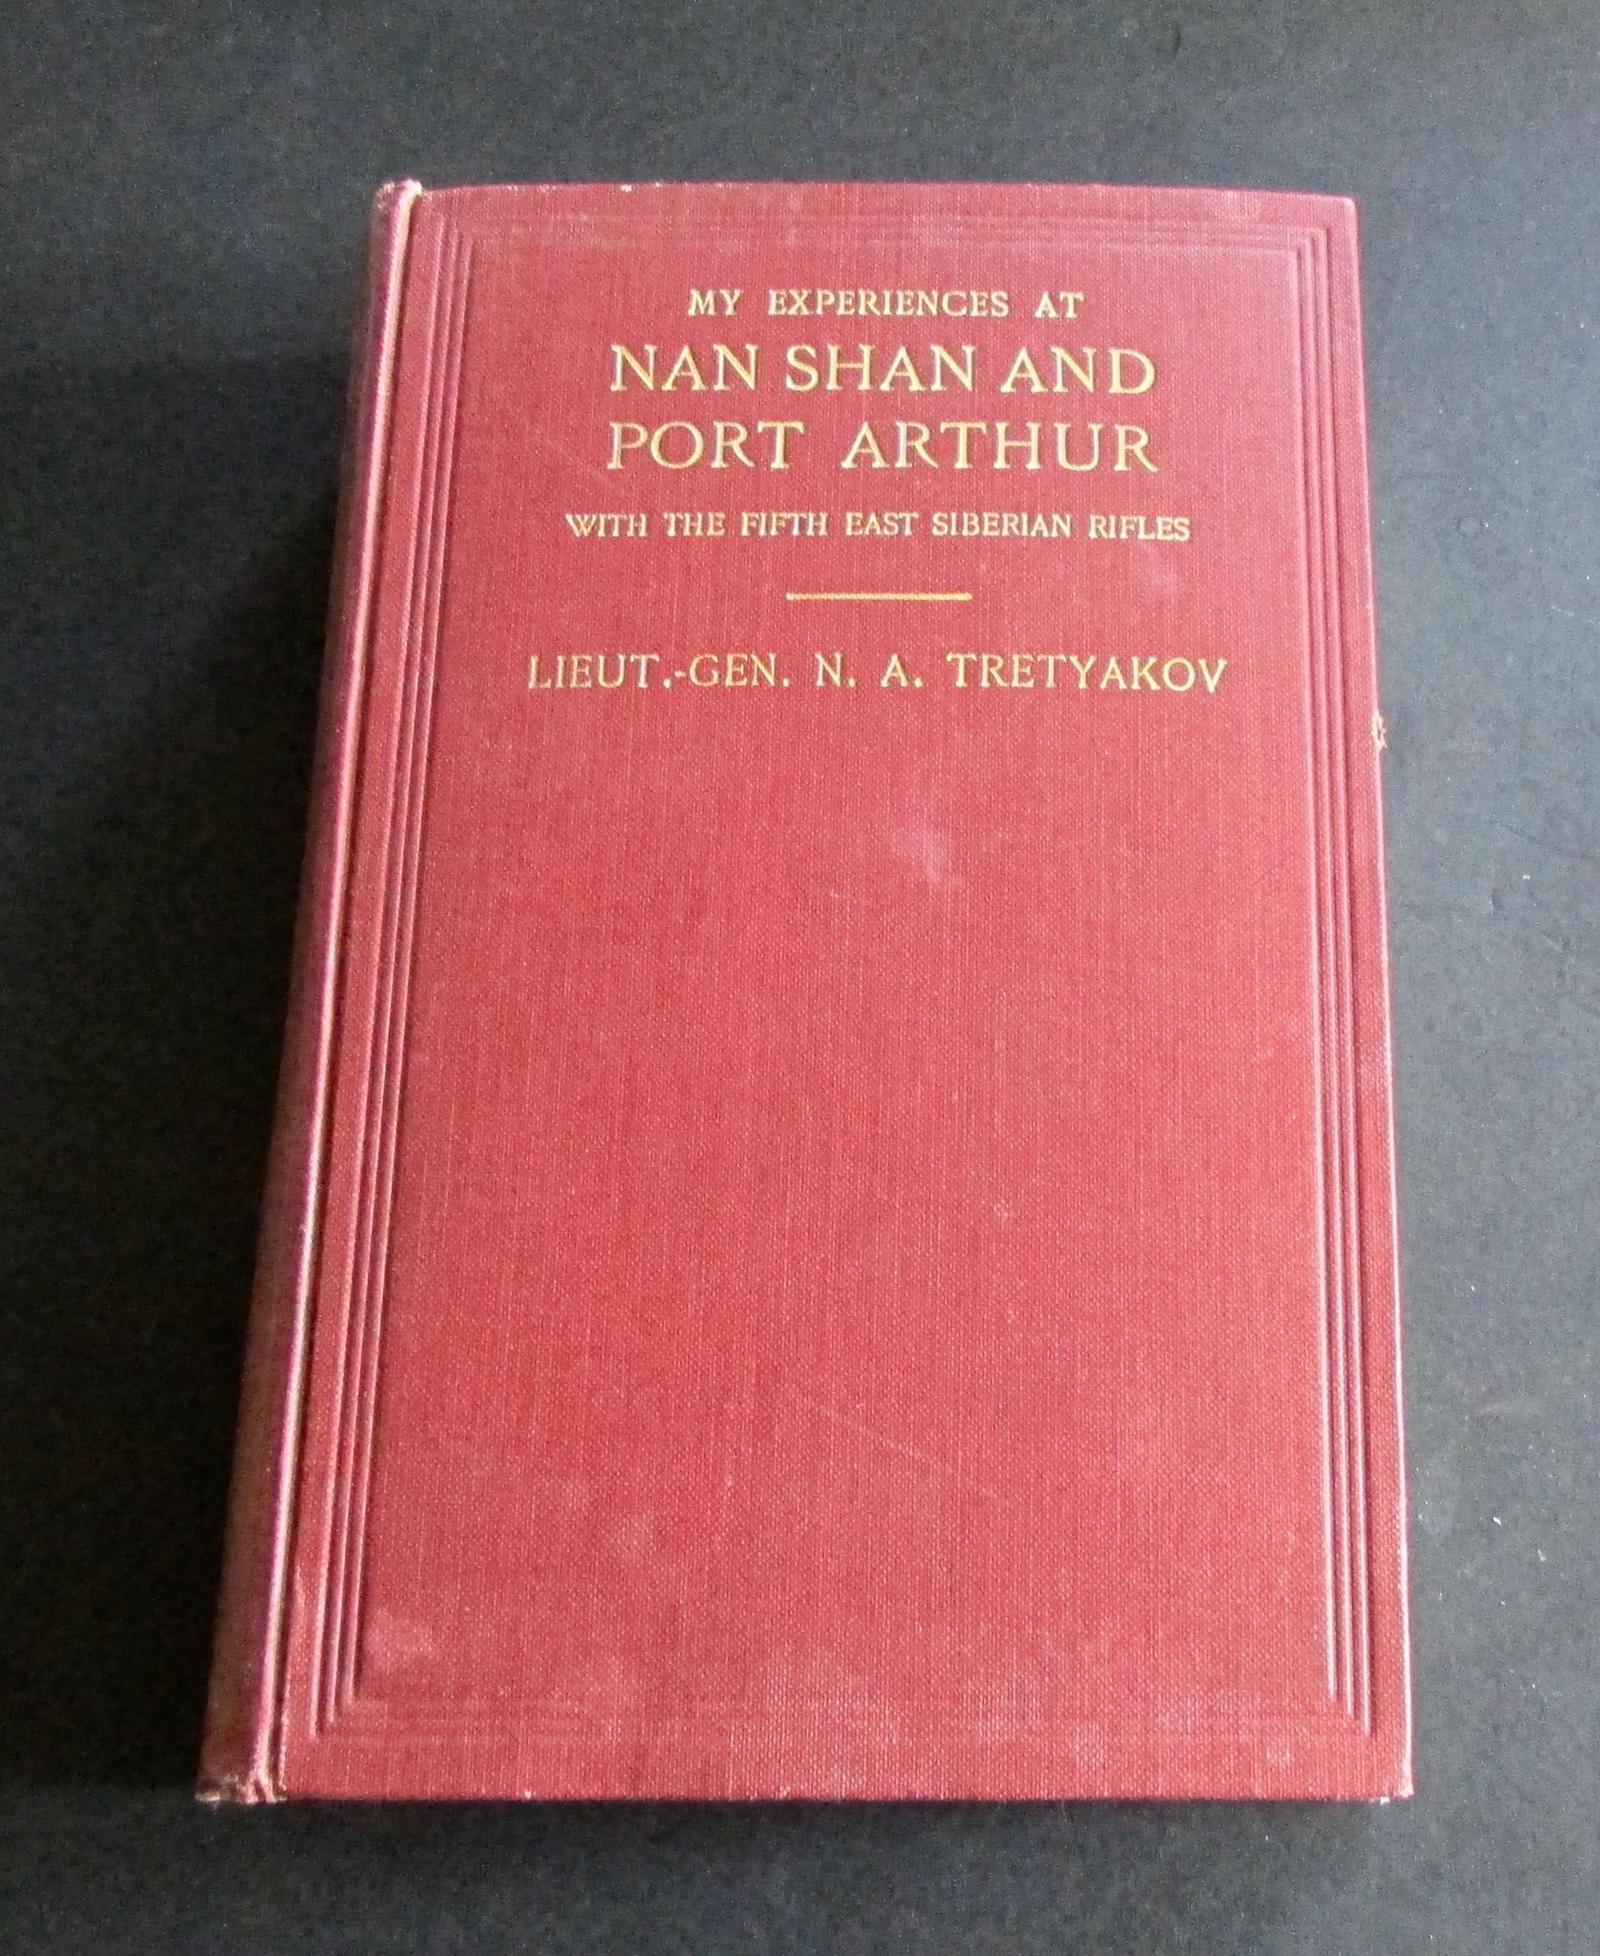 MY EXPERIENCES AT
NAN SHAN AND
PORT ARTHUR
WITH THE FIFTH EAST SIBERIAN RIFLES
LIEUT.-GEN. N. A. TRETYAKOV